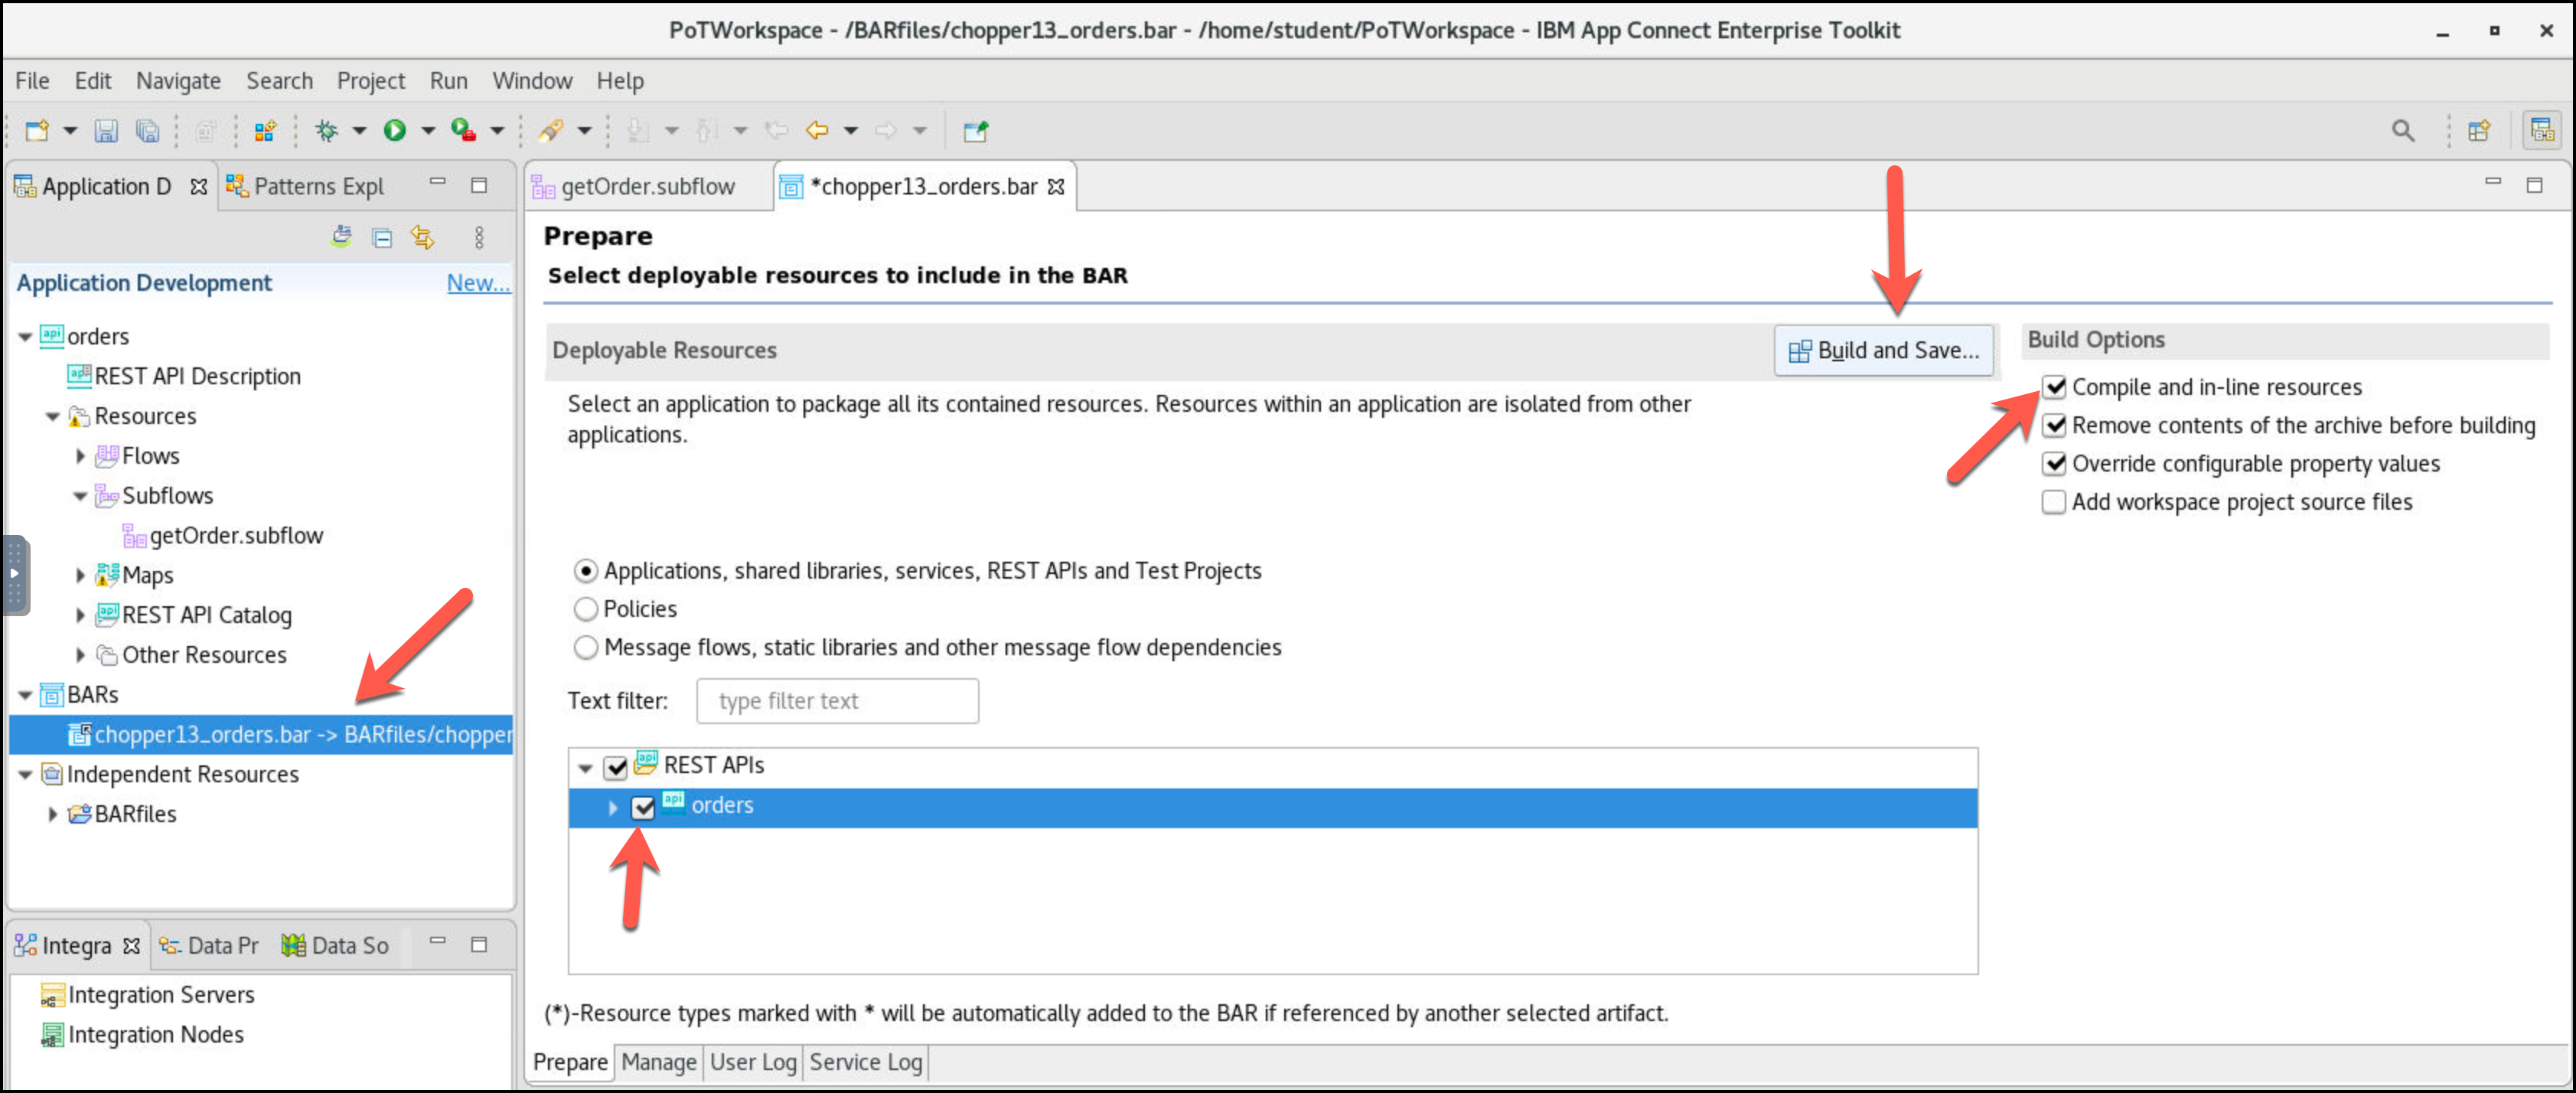 PoTWorkspace - /BARfiles/chopper13_orders.bar - /home/student/PoTWorkspace - IBM App Connect Enterprise Toolkit
File Edit Navigate Search Project Run Window Help
Application D Patterns Expl
getOrder.subflow *chopper13_orders.bar
Application Development New...
orders
REST API Description
Resources
Flows
Subflows
getOrder.subflow
Maps
REST API Catalog
Other Resources
BARs
chopper13_orders.bar -> BARfiles/chopper
Independent Resources
BARfiles
Integra Data Pr Data So
Integration Servers
Integration Nodes
Prepare
Select deployable resources to include in the BAR
Deployable Resources
Build and Save...
Select an application to package all its contained resources. Resources within an application are isolated from other
applications.
Applications, shared libraries, services, REST APIs and Test Projects
Policies
Message flows, static libraries and other message flow dependencies
Text filter: type filter text
api REST APIs
api orders
(*)-Resource types marked with * will be automatically added to the BAR if referenced by another selected artifact.
Prepare Manage User Log Service Log
Build Options
Compile and in-line resources
Remove contents of the archive before building
Override configurable property values
Add workspace project source files